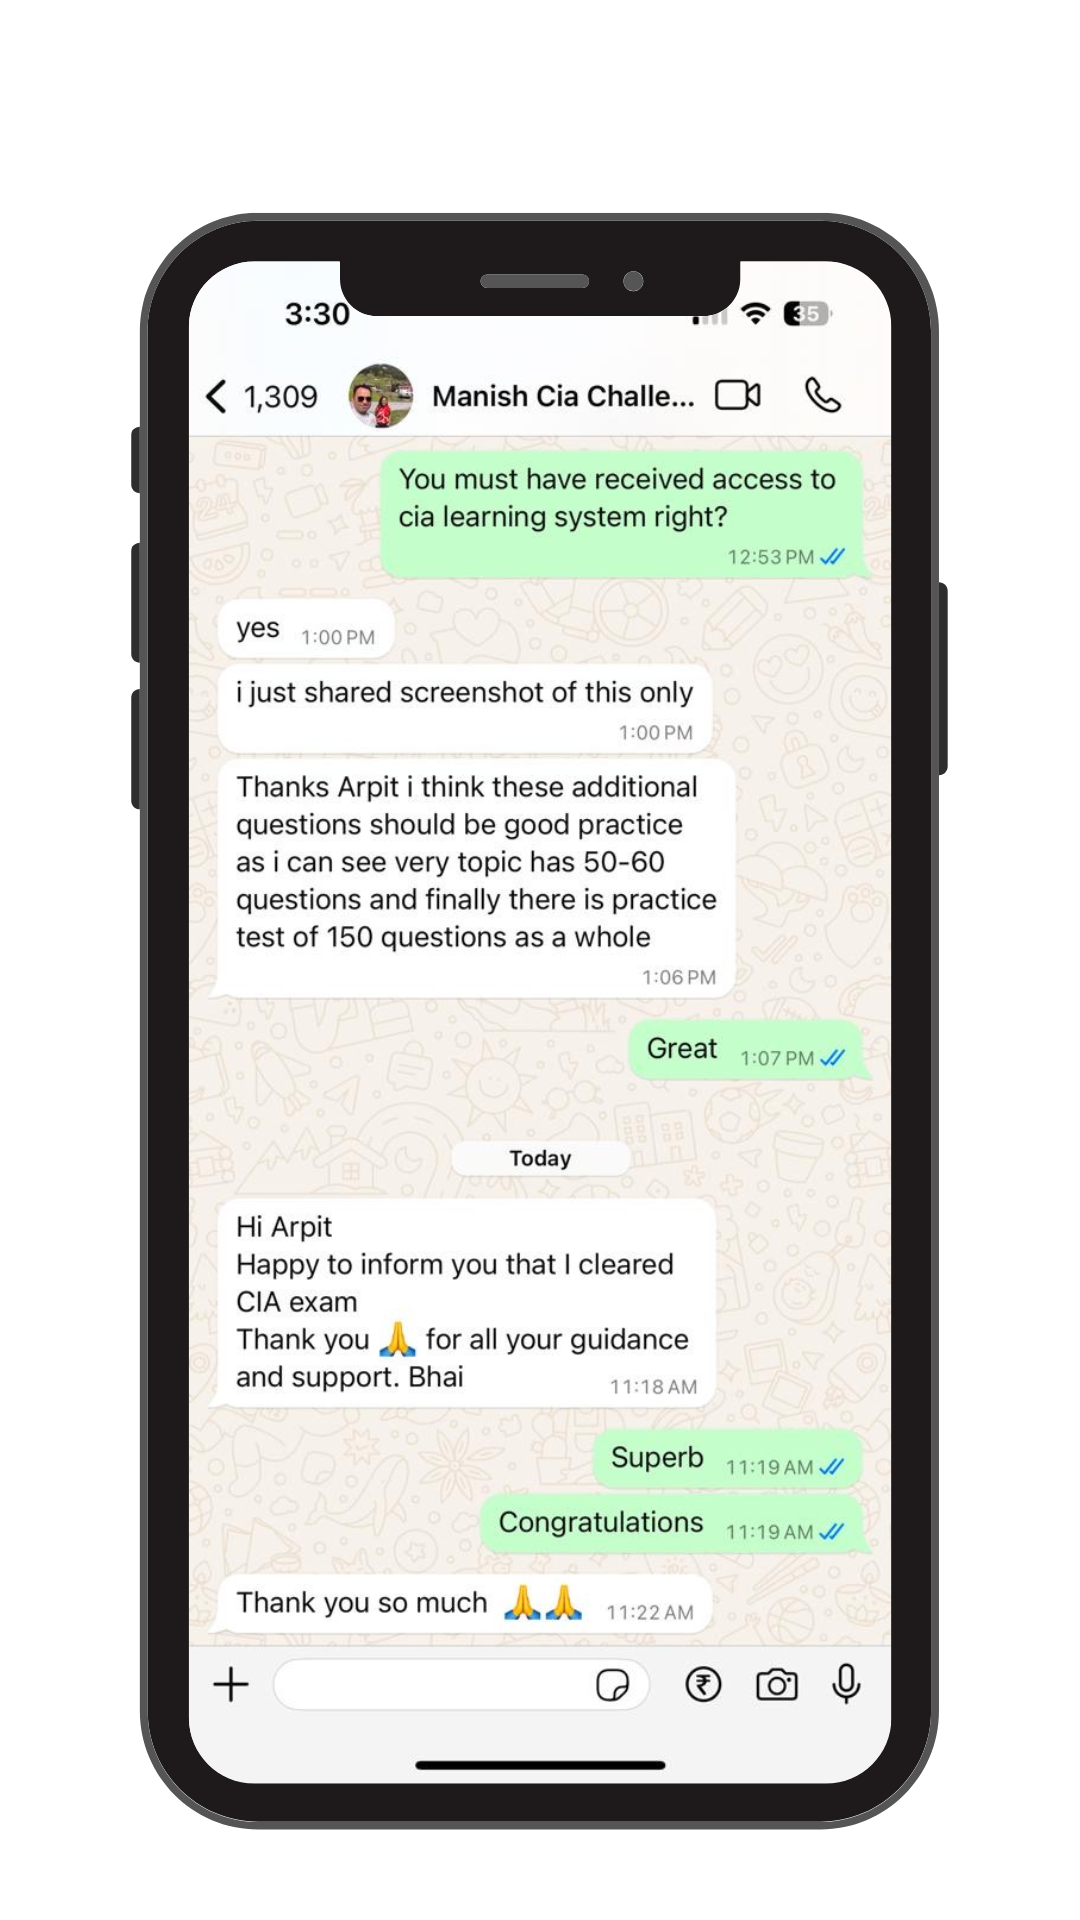 3:30
35
1,309
Manish Cia Challe...
You must have received access to
cia learning system right?
12:53 PM
yes 1:00 PM
i just shared screenshot of this only
1:00 PM
Thanks Arpit i think these additional
questions should be good practice
as i can see very topic has 50-60
questions and finally there is practice
test of 150 questions as a whole
1:06 PM
Great 1:07 PM
Today
Hi Arpit
Happy to inform you that I cleared
CIA exam
Thank you 🙏 for all your guidance
and support. Bhai 11:18 AM
Superb 11:19 AM
Congratulations 11:19 AM
Thank you so much 🙏🙏 11:22 AM